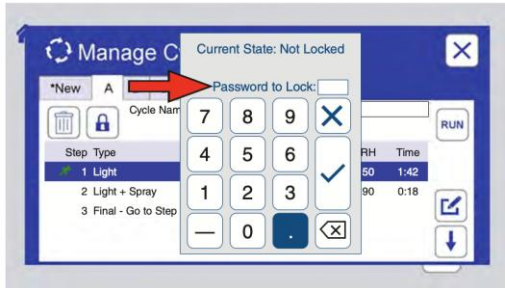 Manage C
Current State: Not Locked
*New A
Password to Lock:
Cycle Nam
7 8 9
RUN
Step Type RH Time
4 5 6
1 Light 50 1:42
2 Light + Spray 90 0:18
1 2 3
3 Final - Go to Step
— 0 .